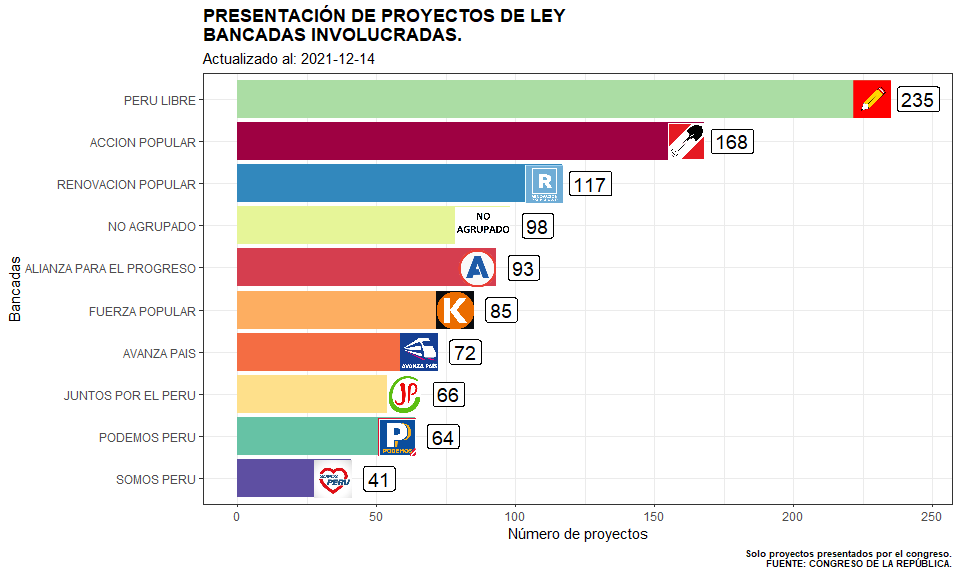 PRESENTACIÓN DE PROYECTOS DE LEY
BANCADAS INVOLUCRADAS.
Actualizado al: 2021-12-14
Bancadas
PERU LIBRE
235
ACCION POPULAR
168
RENOVACION POPULAR
R
RENOVACION
POPULAR
117
NO AGRUPADO
NO
AGRUPADO
98
ALIANZA PARA EL PROGRESO
A
93
FUERZA POPULAR
K
85
AVANZA PAIS
AVANZA PAIS
72
JUNTOS POR EL PERU
JP
66
PODEMOS PERU
P
PODEMOS
64
SOMOS PERU
SOMOS
PERU
41
0 50 100 150 200 250
Número de proyectos
Solo proyectos presentados por el congreso.
FUENTE: CONGRESO DE LA REPÚBLICA.